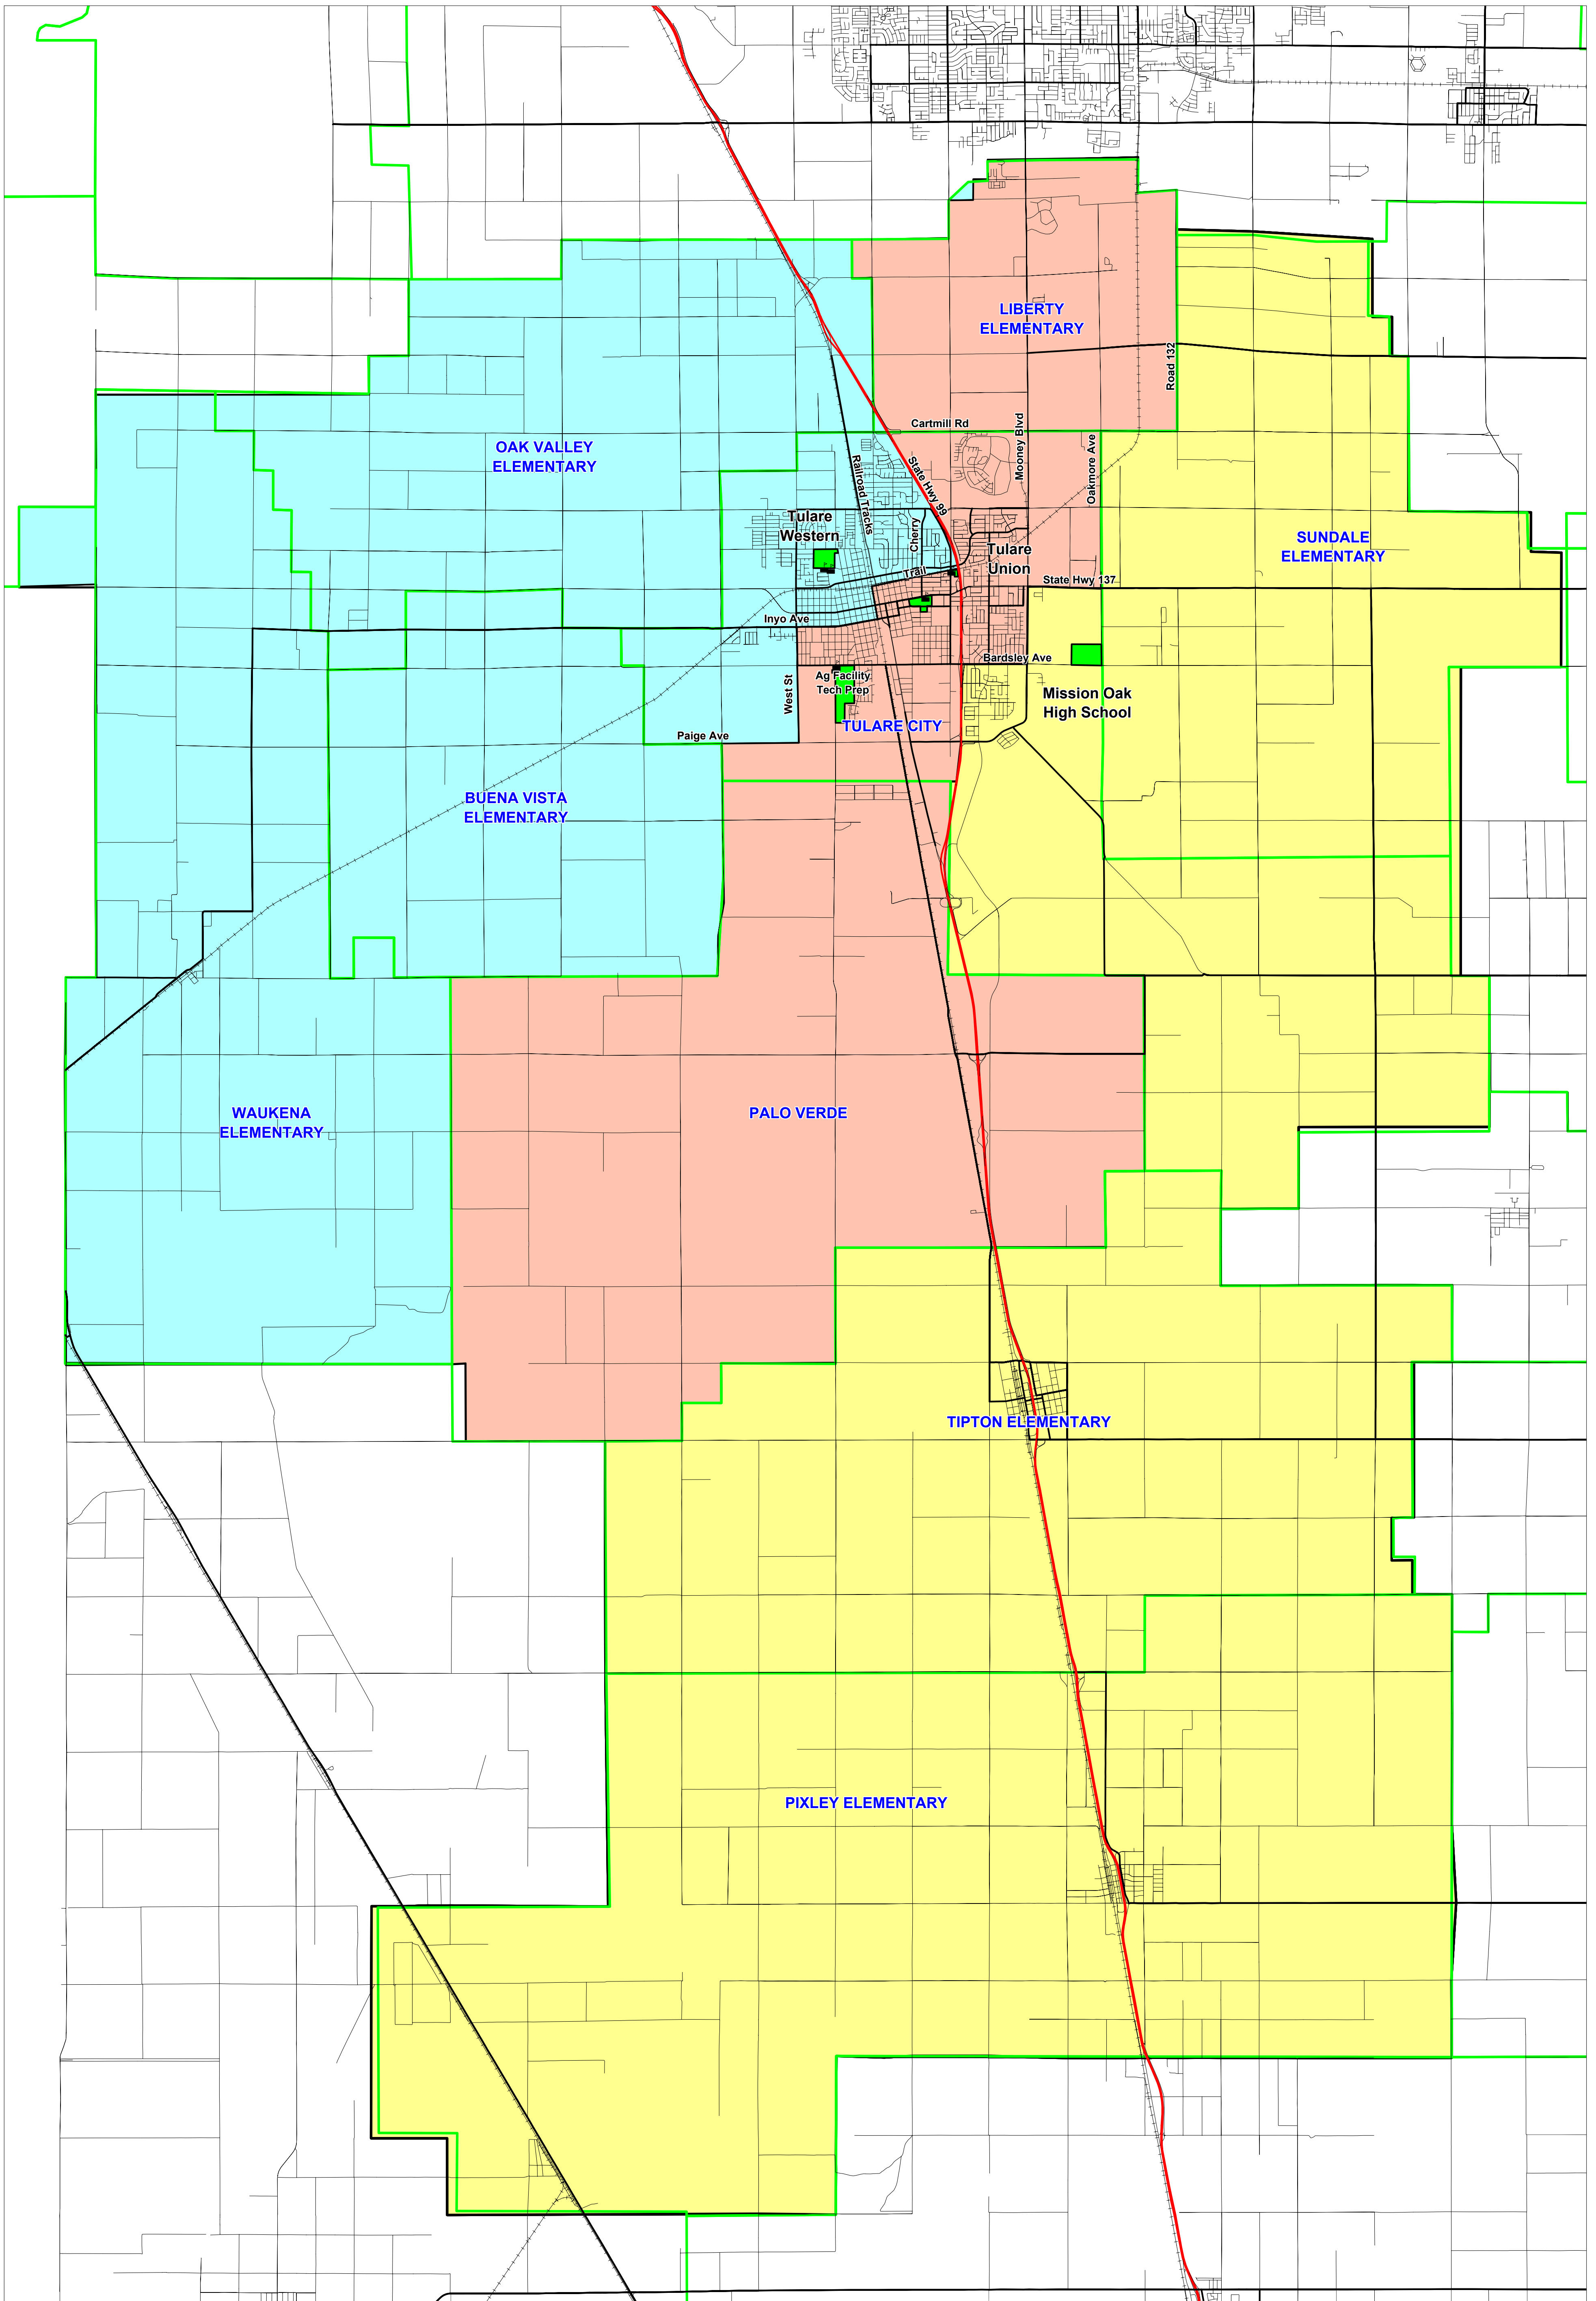 LIBERTY
ELEMENTARY
Road 132
Cartmill Rd
Mooney Blvd
Oakmore Ave
OAK VALLEY
ELEMENTARY
Railroad Tracks
State Hwy 99
Tulare
Western
Cherry
Tulare
Union
SUNDALE
ELEMENTARY
Trail
State Hwy 137
Inyo Ave
Bardsley Ave
West St
Ag Facility
Tech Prep
Mission Oak
High School
TULARE CITY
Paige Ave
BUENA VISTA
ELEMENTARY
WAUKENA
ELEMENTARY
PALO VERDE
TIPTON ELEMENTARY
PIXLEY ELEMENTARY